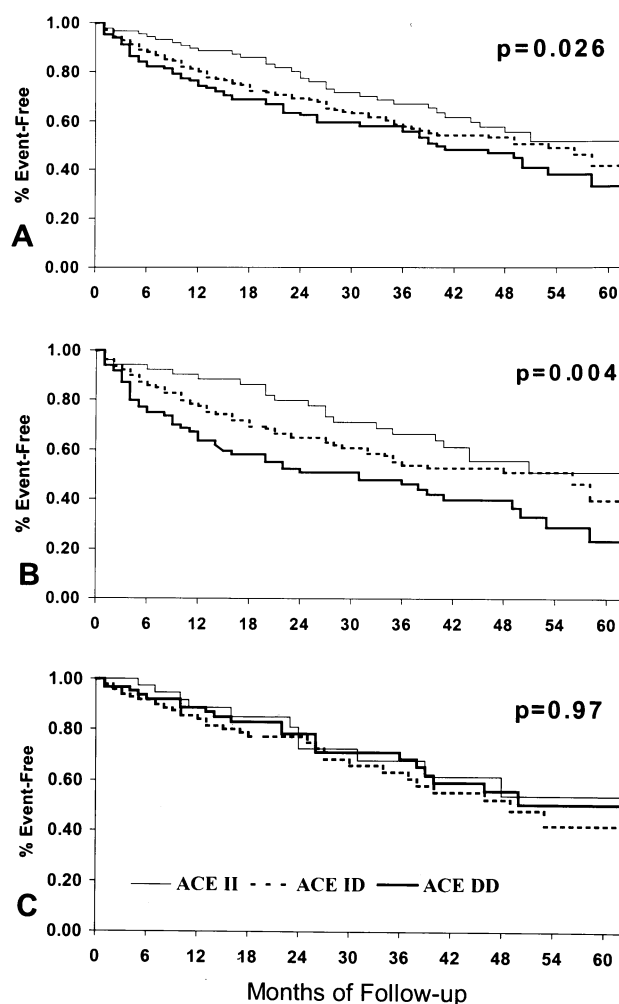 1.00
p=0.026
0.80
0.60
% Event-Free
0.40
0.20
A
0.00
0 6 12 18 24 30 36 42 48 54 60
1.00
p=0.004
0.80
0.60
% Event-Free
0.40
0.20
B
0.00
0 6 12 18 24 30 36 42 48 54 60
1.00
p=0.97
0.80
0.60
% Event-Free
0.40
0.20
ACE II ACE ID ACE DD
C
0.00
0 6 12 18 24 30 36 42 48 54 60
Months of Follow-up